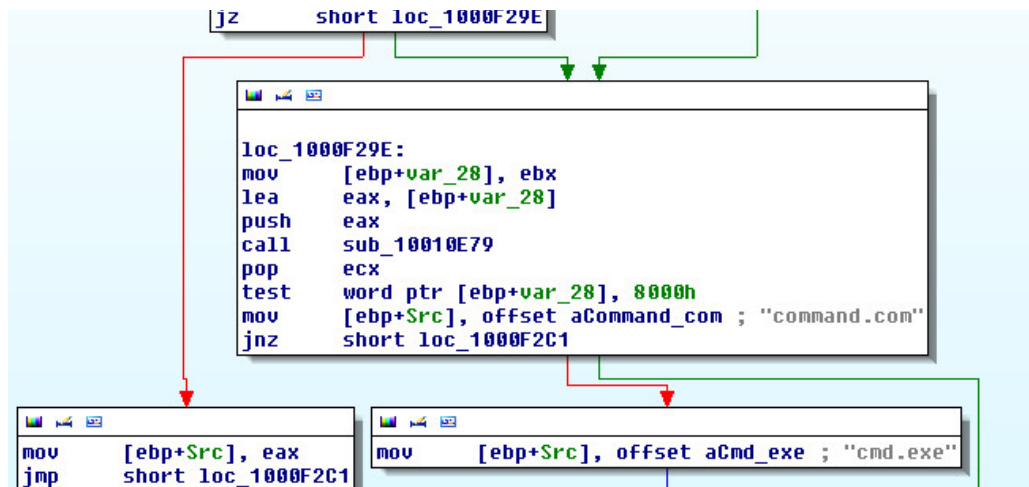 jz short loc_1000F29E
loc_1000F29E:
mov [ebp+var_28], ebx
lea eax, [ebp+var_28]
push eax
call sub_10010E79
pop ecx
test word ptr [ebp+var_28], 8000h
mov [ebp+Src], offset aCommand_com ; "command.com"
jnz short loc_1000F2C1
mov [ebp+Src], eax
jmp short loc_1000F2C1
mov [ebp+Src], offset aCmd_exe ; "cmd.exe"